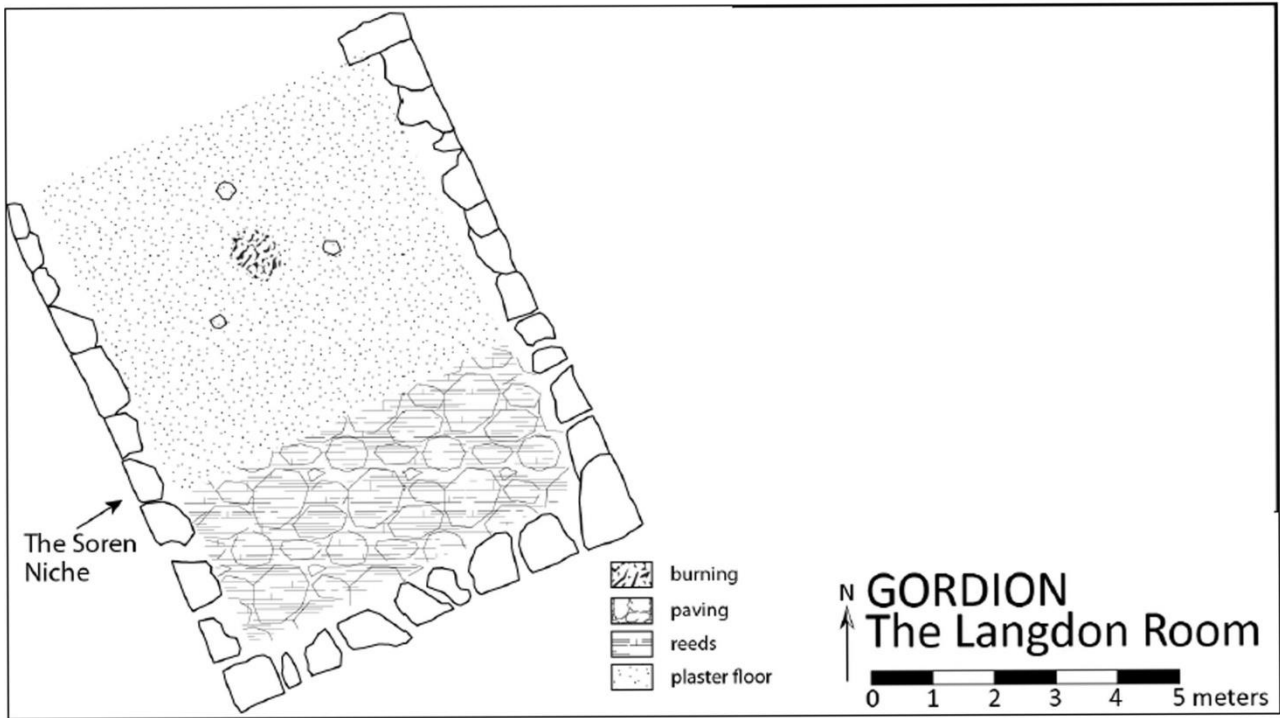 The Soren
Niche
burning
paving
reeds
plaster floor
N
GORDION
The Langdon Room
0 1 2 3 4 5 meters